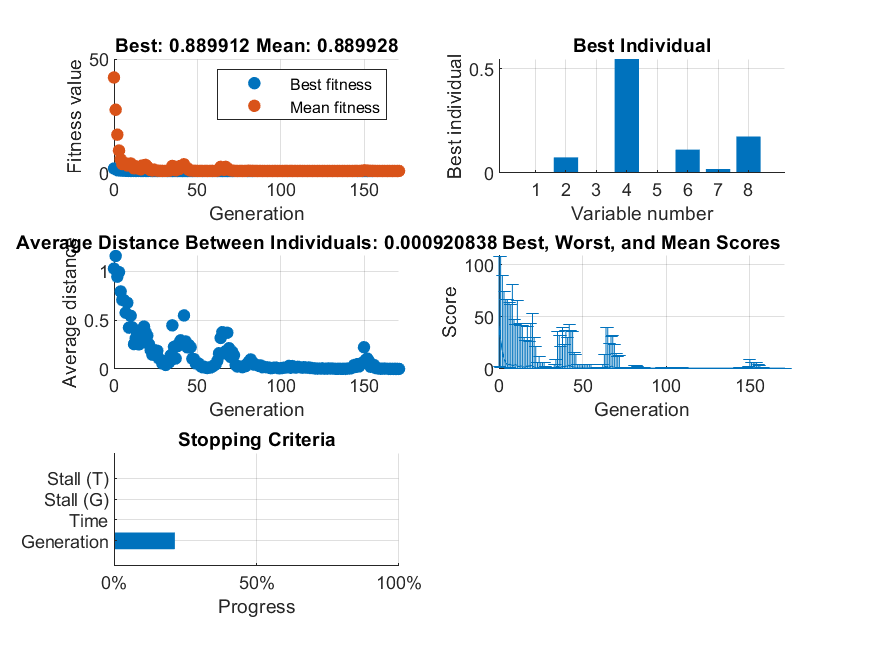 Best: 0.889912 Mean: 0.889928
Fitness value
50
0
Best fitness
Mean fitness
0 50 100 150
Generation
Best Individual
Best individual
0.5
0
1 2 3 4 5 6 7 8
Variable number
Average Distance Between Individuals: 0.000920838
Average distance
1
0.5
0
0 50 100 150
Generation
Best, Worst, and Mean Scores
Score
100
50
0
0 50 100 150
Generation
Stopping Criteria
Stall (T)
Stall (G)
Time
Generation
0% 50% 100%
Progress